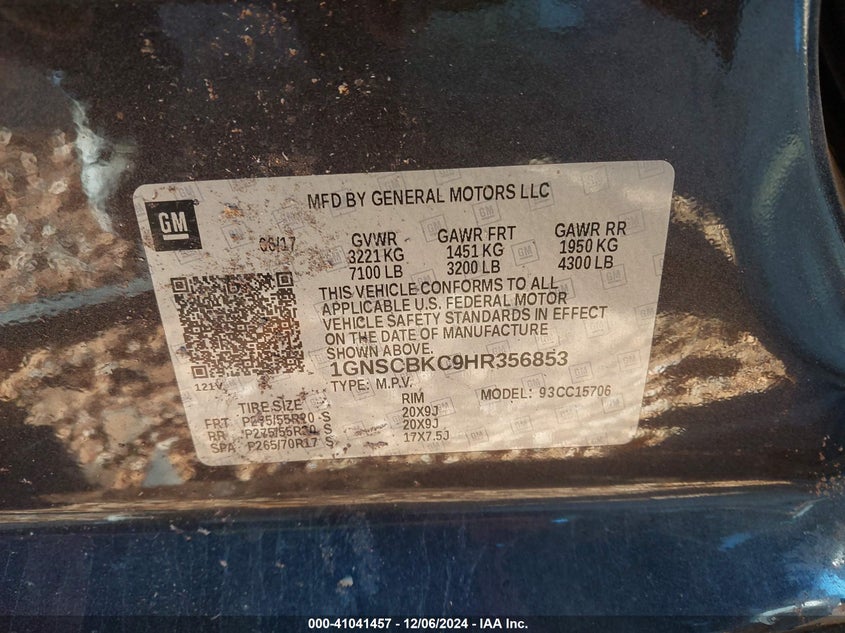 MFD BY GENERAL MOTORS LLC
GM
06/17
GVWR GAWR FRT GAWR RR
3221 KG 1451 KG 1950 KG
7100 LB 3200 LB 4300 LB
THIS VEHICLE CONFORMS TO ALL
APPLICABLE U.S. FEDERAL MOTOR
VEHICLE SAFETY STANDARDS IN EFFECT
ON THE DATE OF MANUFACTURE
SHOWN ABOVE.
1GNSCBKC9HR356853
TYPE: M.P.V. MODEL: 93CC15706
121V
TIRE SIZE RIM
FRT P275/55R20 S 20X9J
RR P275/55R20 S 20X9J
SPA P265/70R17 S 17X7.5J
000-41041457 - 12/06/2024 - IAA Inc.